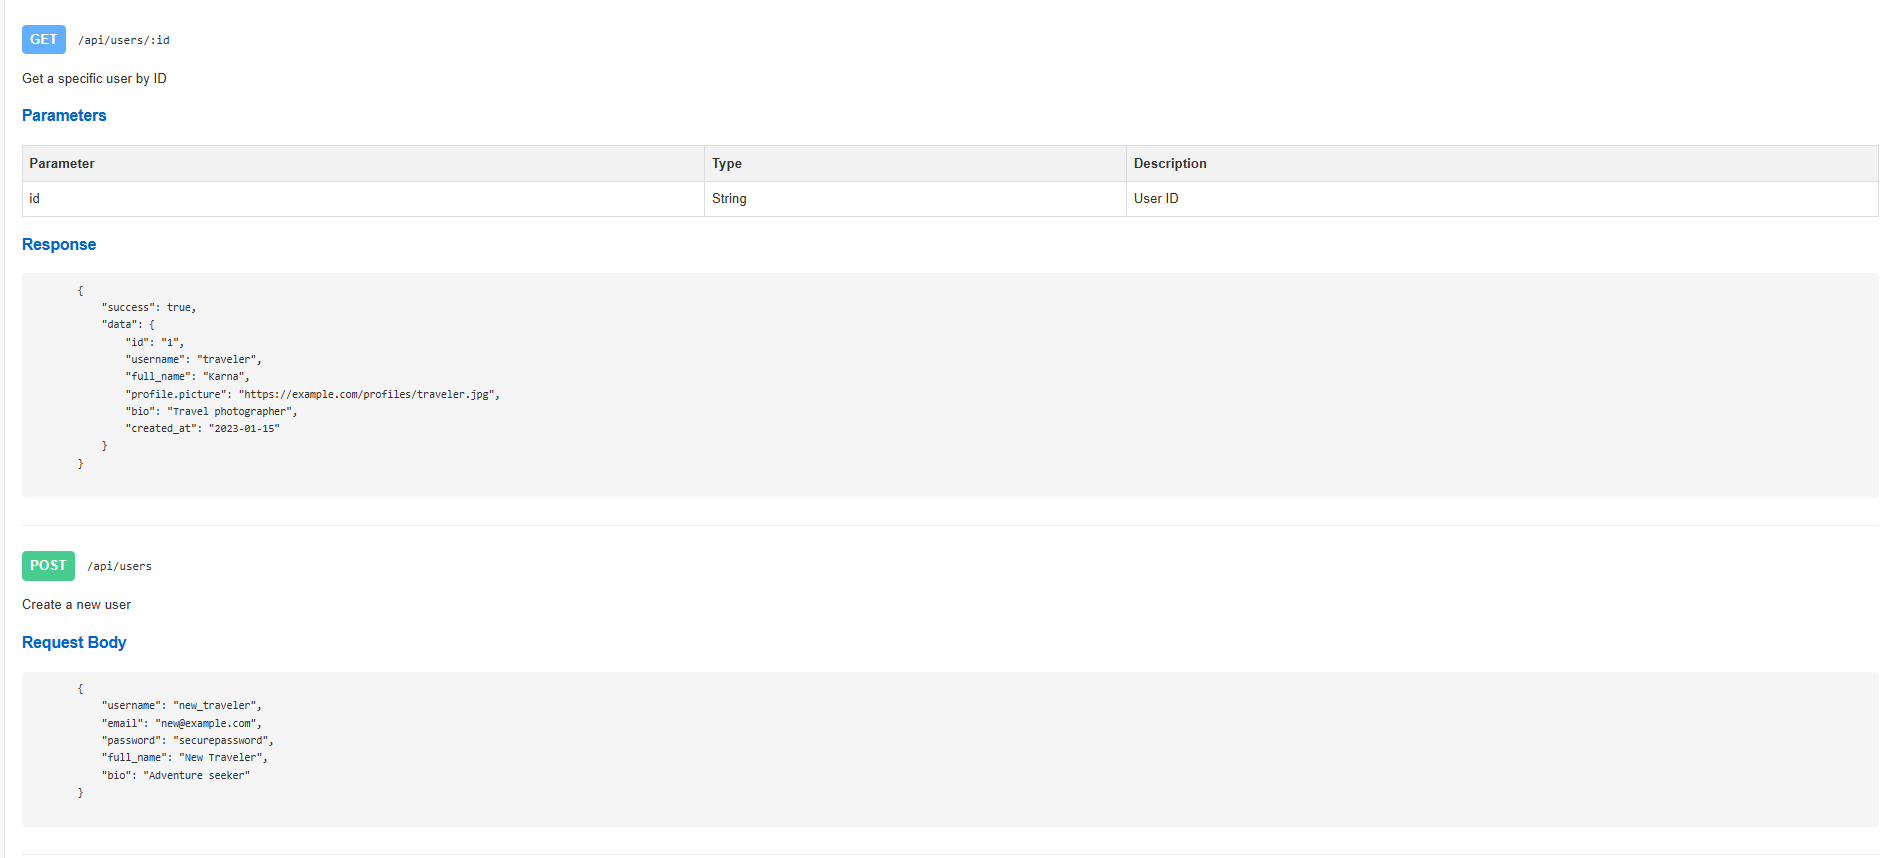 GET /api/users/:id
Get a specific user by ID
Parameters
Parameter Type Description
id String User ID
Response
{
"success": true,
"data": {
"id": "1",
"username": "traveler",
"full_name": "Karna",
"profile.picture": "https://example.com/profiles/traveler.jpg",
"bio": "Travel photographer",
"created_at": "2023-01-15"
}
}
POST /api/users
Create a new user
Request Body
{
"username": "new_traveler",
"email": "new@example.com",
"password": "securepassword",
"full_name": "New Traveler",
"bio": "Adventure seeker"
}